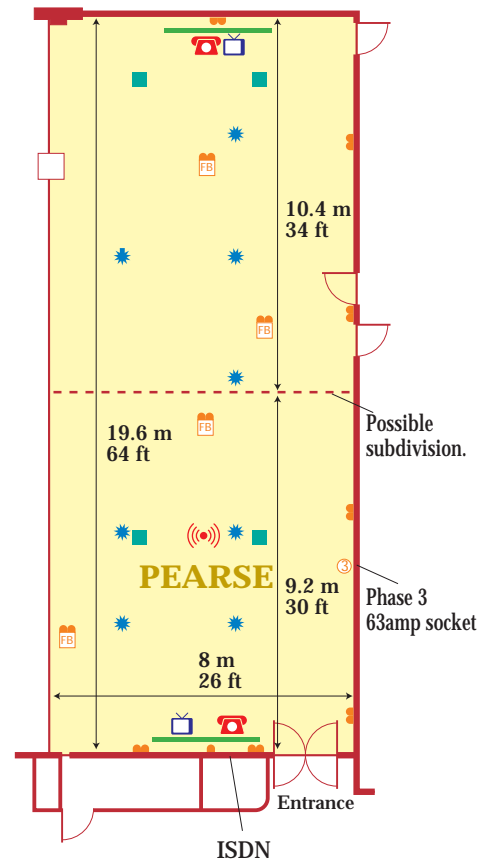 FB
10.4 m
34 ft
FB
Possible
subdivision.
FB
19.6 m
64 ft
PEARSE
3
Phase 3
63amp socket
9.2 m
30 ft
FB
8 m
26 ft
Entrance
ISDN